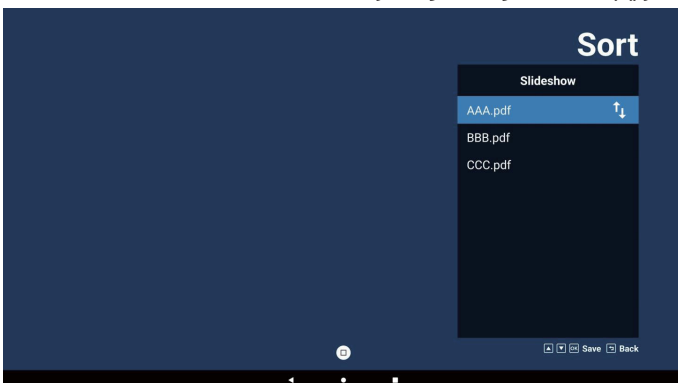 Sort
Slideshow
AAA.pdf
BBB.pdf
CCC.pdf
OK Save Back